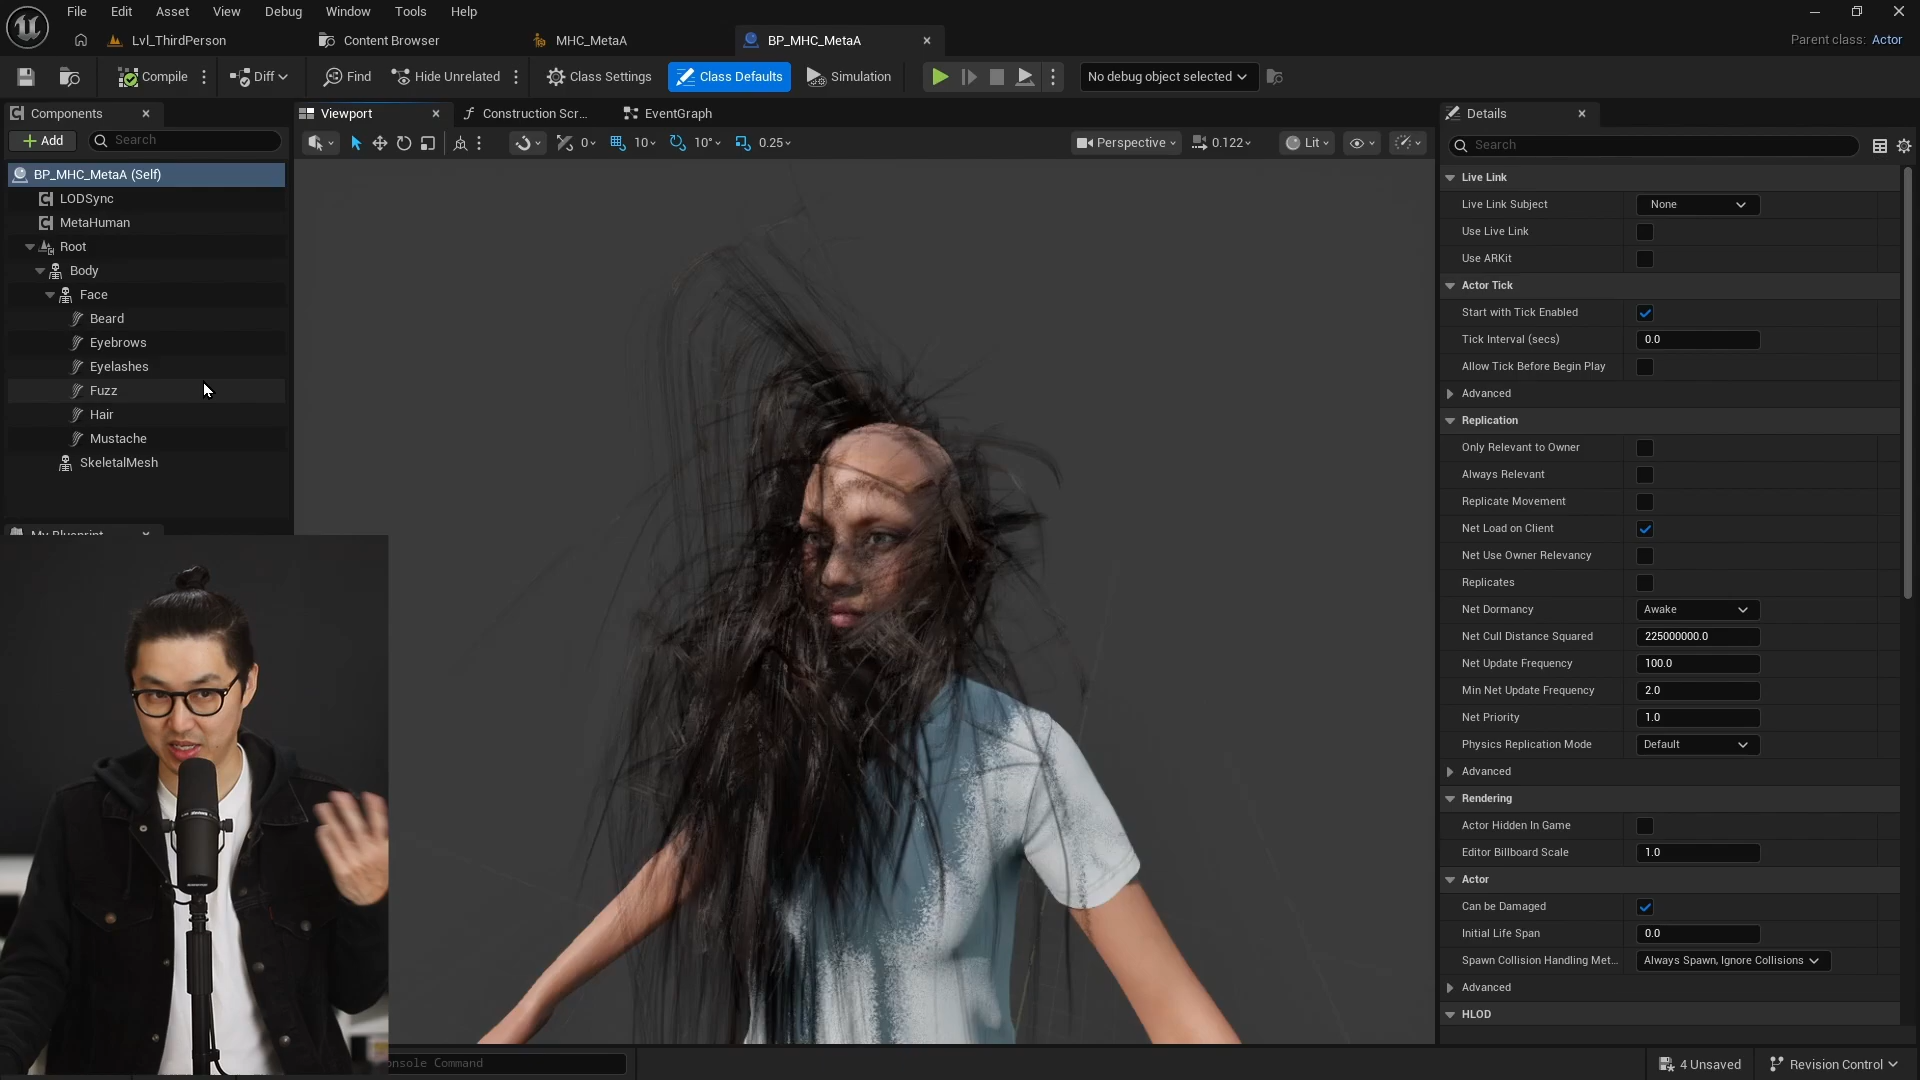 File Edit Asset View Debug Window Tools Help
Lvl_ThirdPerson Content Browser MHC_MetaA BP_MHC_MetaA
Parent class: Actor
Compile Diff Find Hide Unrelated Class Settings Class Defaults Simulation No debug object selected
Components
Add Search
BP_MHC_MetaA (Self)
LODSync
MetaHuman
Root
Body
Face
Beard
Eyebrows
Eyelashes
Fuzz
Hair
Mustache
SkeletalMesh
My Blueprint
Viewport Construction Scr... EventGraph
0 10 10° 0.25 Perspective 0.122 Lit
Details
Search
Live Link
Live Link Subject None
Use Live Link
Use ARKit
Actor Tick
Start with Tick Enabled
Tick Interval (secs) 0.0
Allow Tick Before Begin Play
Advanced
Replication
Only Relevant to Owner
Always Relevant
Replicate Movement
Net Load on Client
Net Use Owner Relevancy
Replicates
Net Dormancy Awake
Net Cull Distance Squared 225000000.0
Net Update Frequency 100.0
Min Net Update Frequency 2.0
Net Priority 1.0
Physics Replication Mode Default
Advanced
Rendering
Actor Hidden In Game
Editor Billboard Scale 1.0
Actor
Can be Damaged
Initial Life Span 0.0
Spawn Collision Handling Met... Always Spawn, Ignore Collisions
Advanced
HLOD
onsole Command
4 Unsaved Revision Control